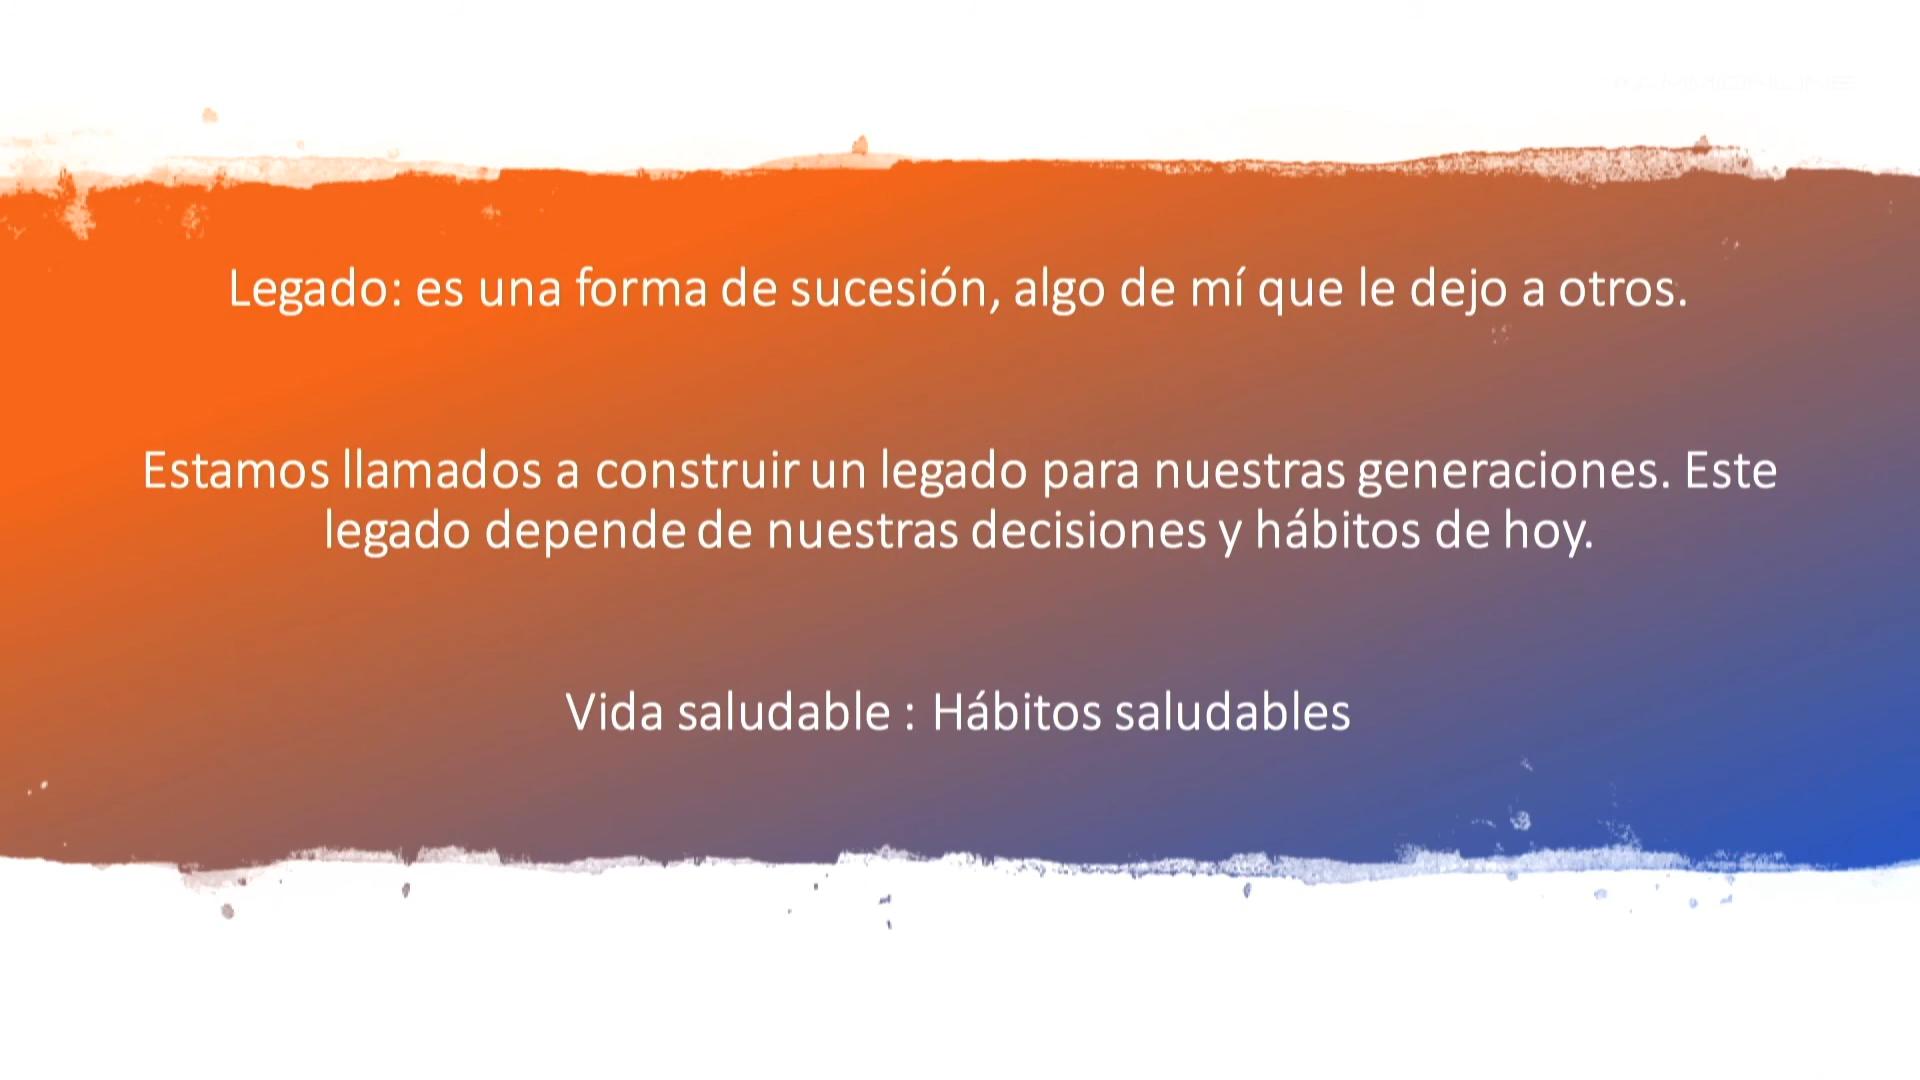 Legado: es una forma de sucesión, algo de mí que le dejo a otros.
Estamos llamados a construir un legado para nuestras generaciones. Este
legado depende de nuestras decisiones y hábitos de hoy.
Vida saludable : Hábitos saludables